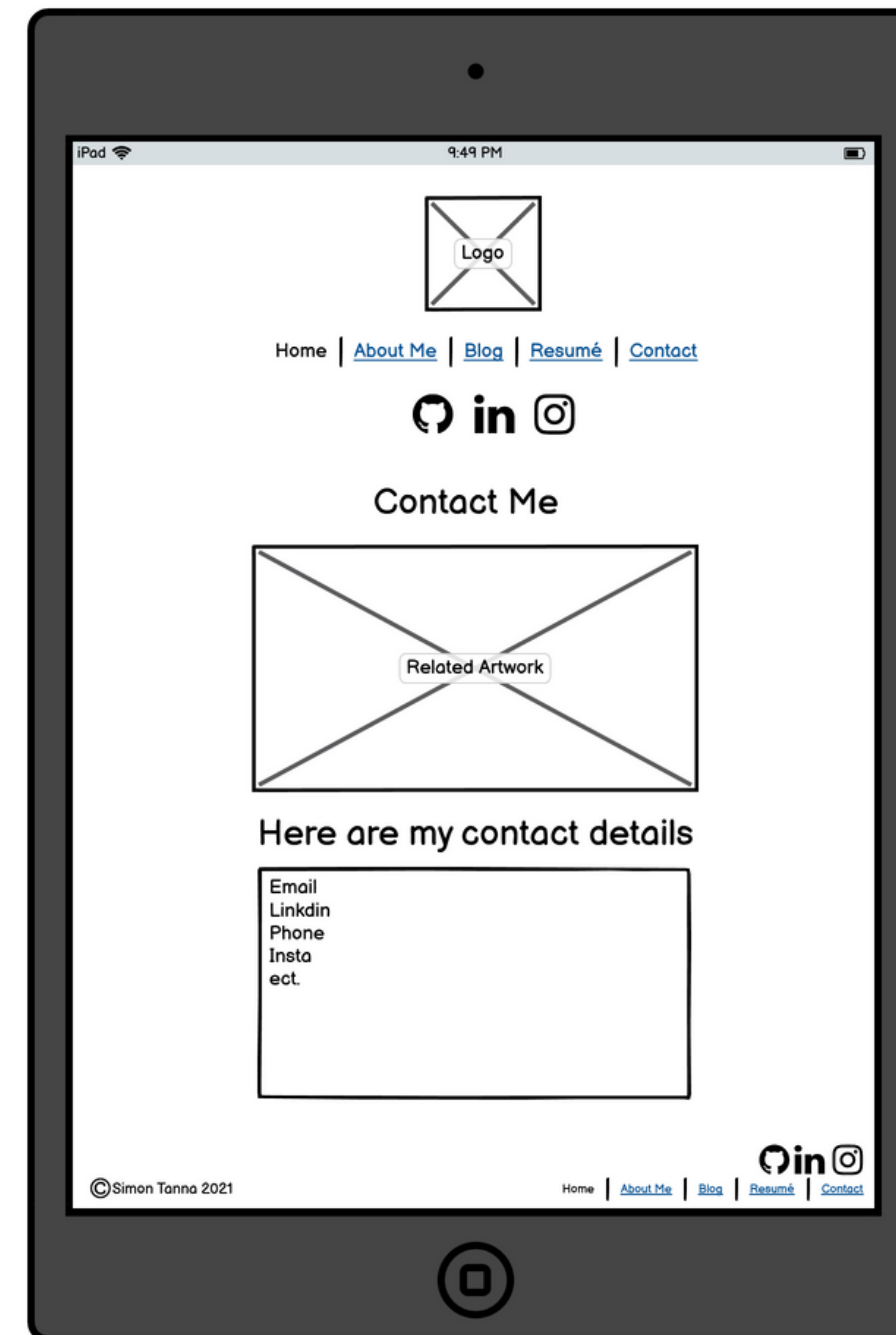 iPad 9:49 PM
Logo
Home About Me Blog Resumé Contact
in
Contact Me
Related Artwork
Here are my contact details
Email
Linkdin
Phone
Insta
ect.
in
©Simon Tanna 2021 Home About Me Blog Resumé Contact